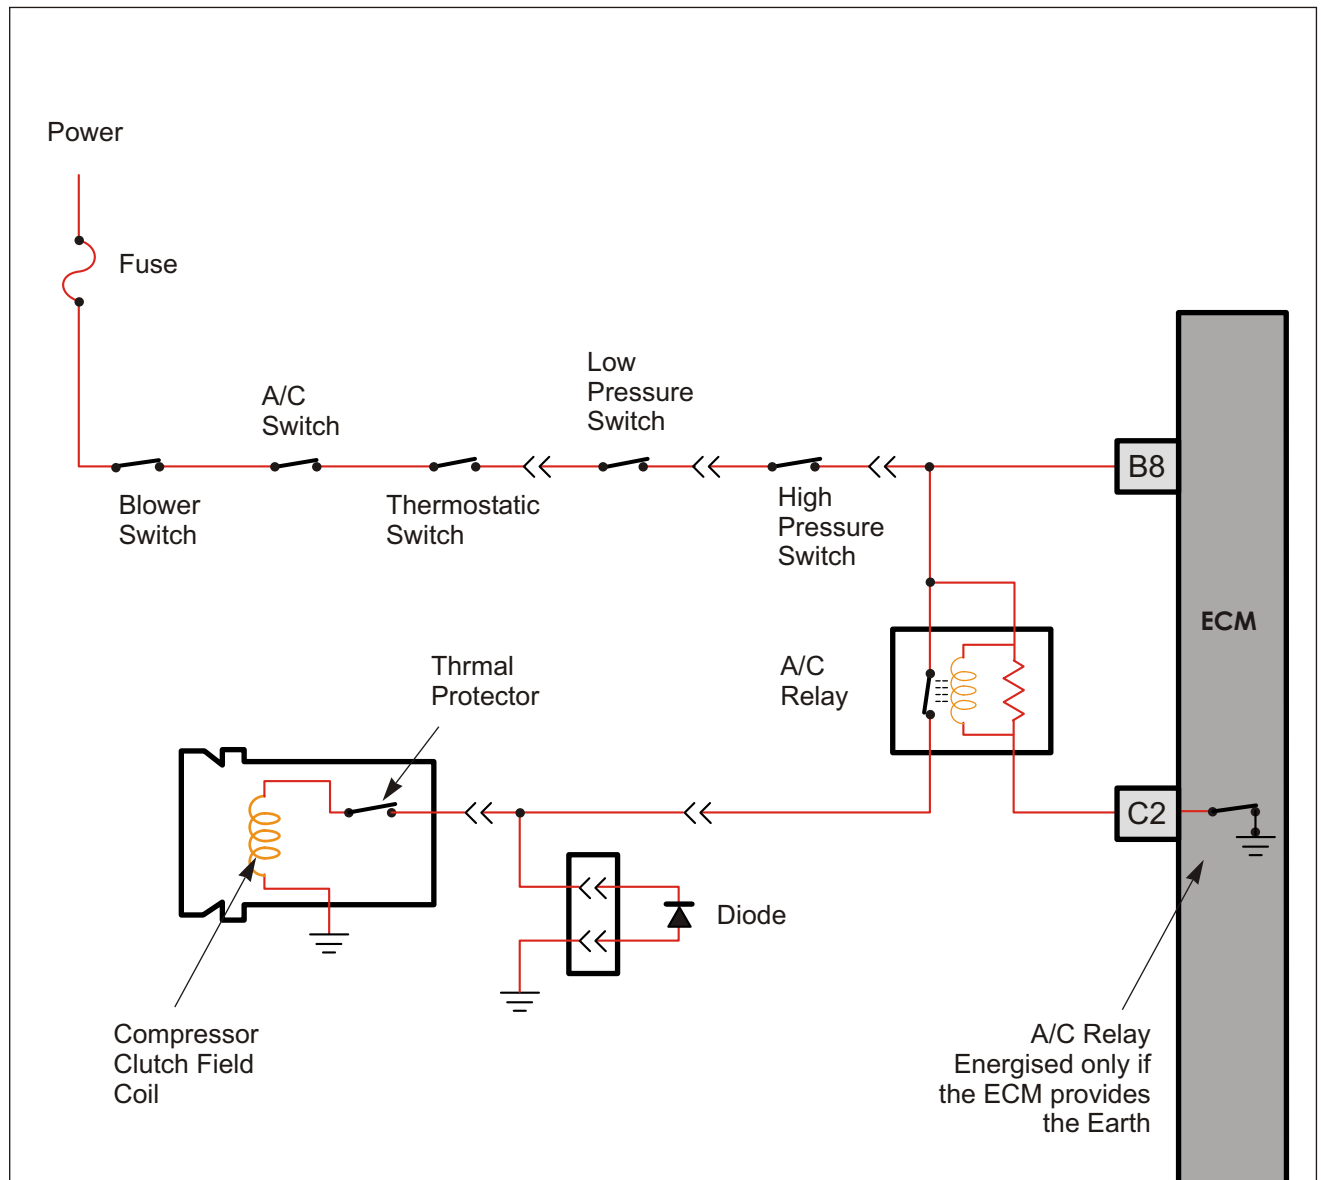 Power
Fuse
Low
Pressure
Switch
A/C
Switch
B8
Blower
Switch
Thermostatic
Switch
High
Pressure
Switch
ECM
Thrmal
Protector
A/C
Relay
C2
Diode
Compressor
Clutch Field
Coil
A/C Relay
Energised only if
the ECM provides
the Earth